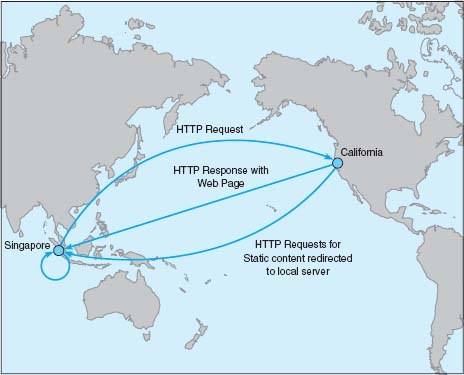 HTTP Request
California
HTTP Response with
Web Page
Singapore
HTTP Requests for
Static content redirected
to local server